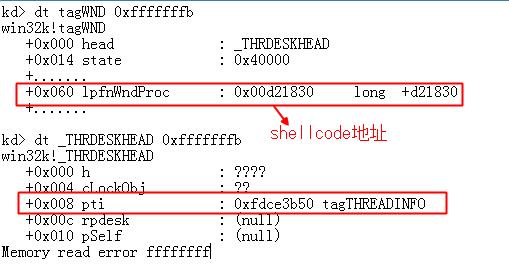 kd> dt tagWND 0xfffffffb
win32k!tagWND
+0x000 head : _THRDESKHEAD
+0x014 state : 0x40000
+.......
+0x060 lpfnWndProc : 0x00d21830 long +d21830
+.......
shellcode地址
kd> dt _THRDESKHEAD 0xfffffffb
win32k!_THRDESKHEAD
+0x000 h : ????
+0x004 cLockObj : ??
+0x008 pti : 0xfdce3b50 tagTHREADINFO
+0x00c rpdesk : (null)
+0x010 pSelf : (null)
Memory read error ffffffff